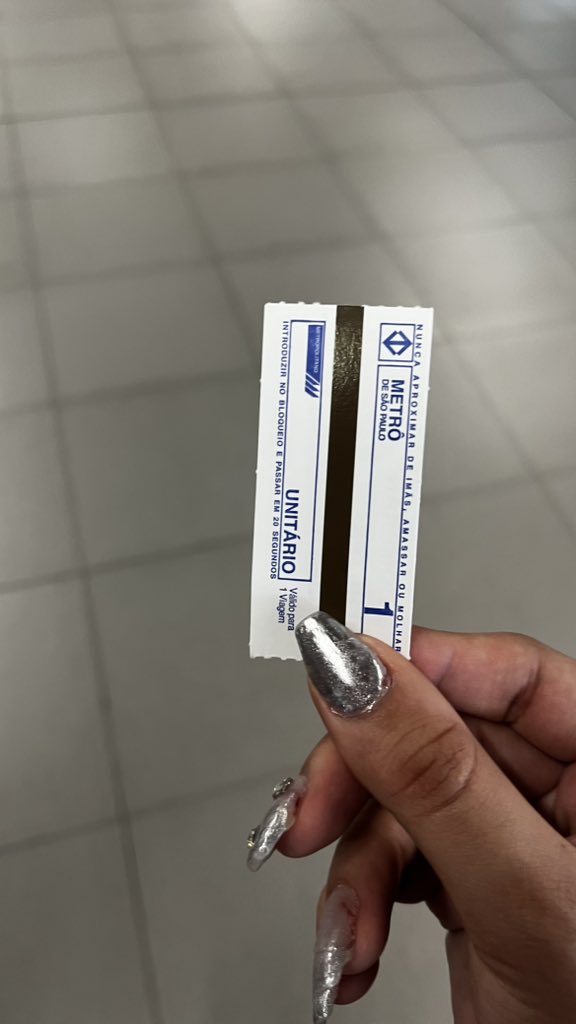 NUNCA APROXIMAR DE IMÃS, AMASSAR OU MOLHAR
METRÔ
DE SÃO PAULO
1
METROPOLITANO
UNITÁRIO
Válido para
1 Viagem
INTRODUZIR NO BLOQUEIO E PASSAR EM 20 SEGUNDOS